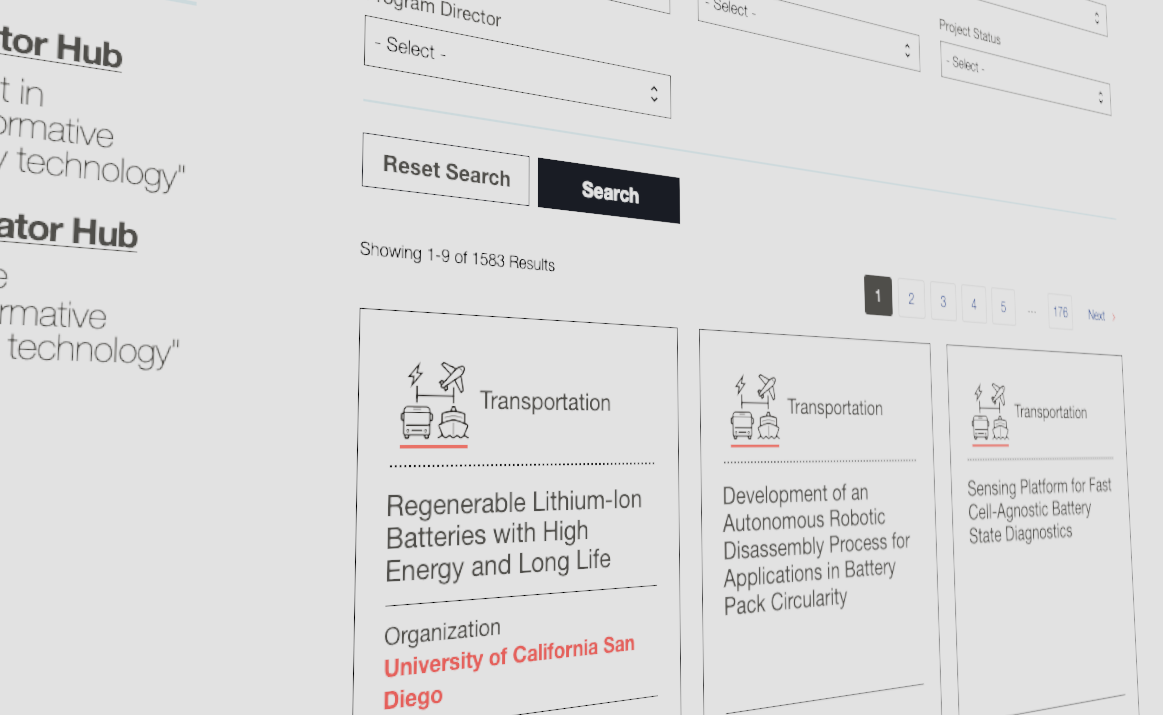 tor Hub
t in
ormative
technology"
ator Hub
rmative
technology"
Program Director
- Select -
- Select -
Project Status
- Select -
Reset Search
Search
Showing 1-9 of 1583 Results
1 2 3 4 5 ... 176 Next ›
Transportation
Regenerable Lithium-Ion
Batteries with High
Energy and Long Life
Organization
University of California San
Diego
Transportation
Development of an
Autonomous Robotic
Disassembly Process for
Applications in Battery
Pack Circularity
Transportation
Sensing Platform for Fast
Cell-Agnostic Battery
State Diagnostics